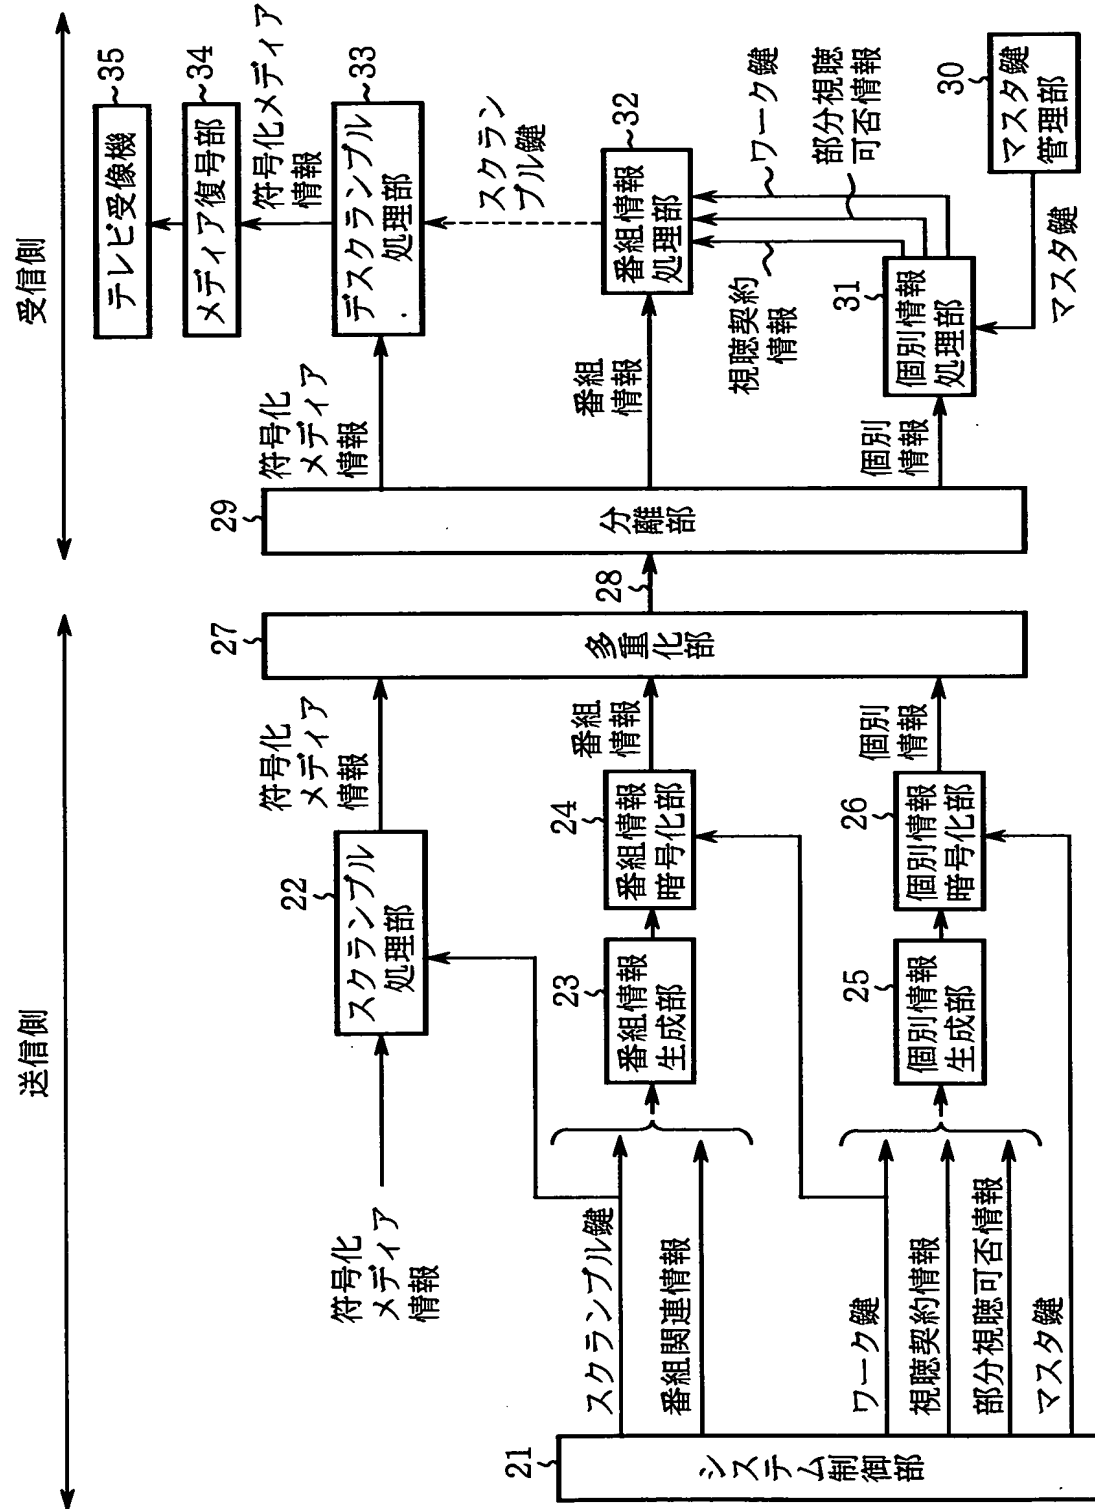 送信側
受信側
21
システム制御部
スクランブル鍵
番組関連情報
ワーク鍵
視聴契約情報
部分視聴可否情報
マスタ鍵
符号化
メディア
情報
22
スクランブル
処理部
23
番組情報
生成部
24
番組情報
暗号化部
25
個別情報
生成部
26
個別情報
暗号化部
符号化
メディア
情報
番組
情報
個別
情報
27
多重化部
28
29
分離部
符号化
メディア
情報
番組
情報
個別
情報
30
マスタ鍵
管理部
マスタ鍵
31
個別情報
処理部
視聴契約
情報
ワーク鍵
部分視聴
可否情報
32
番組情報
処理部
スクラン
ブル鍵
33
デスクランブル
処理部
符号化メディア
情報
34
メディア復号部
35
テレビ受像機